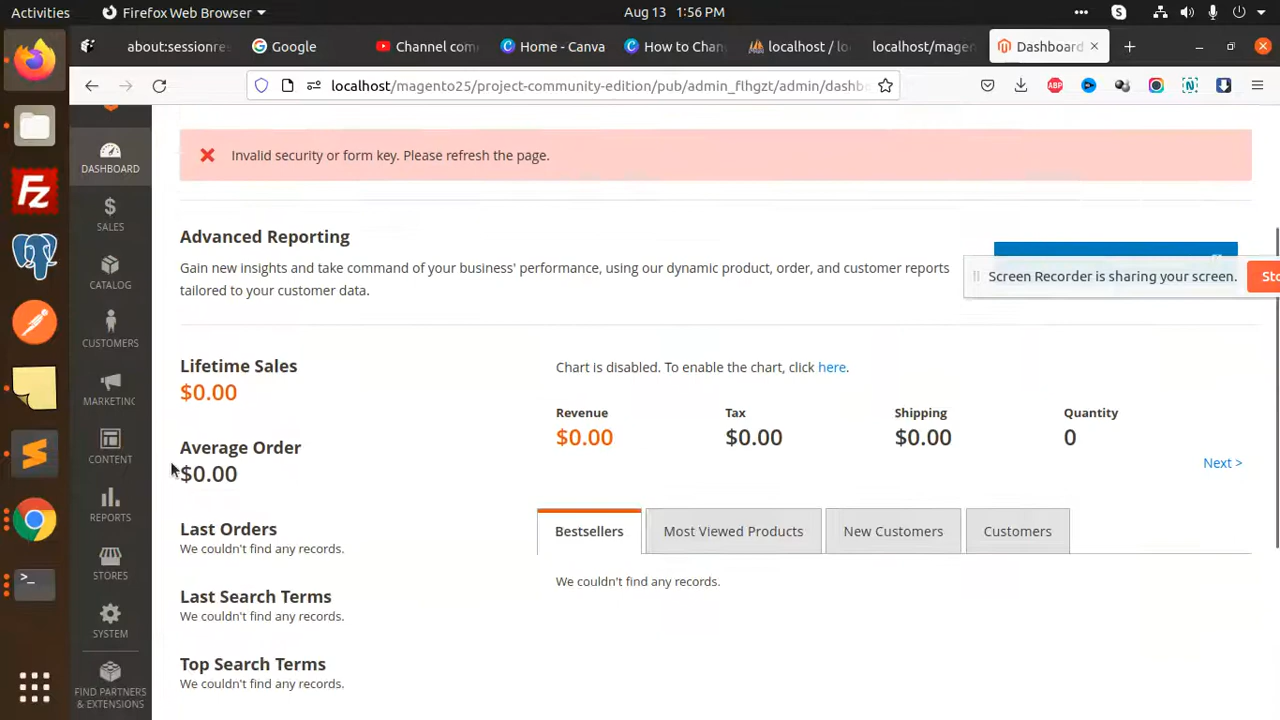 Activities
Firefox Web Browser
Aug 13 1:56 PM
about:sessionres
Google
Channel com
Home - Canva
How to Chan
localhost / lo
localhost/magen
Dashboard
localhost/magento25/project-community-edition/pub/admin_flhgzt/admin/dashb
ABP
DASHBOARD
SALES
CATALOG
CUSTOMERS
MARKETING
CONTENT
REPORTS
STORES
SYSTEM
FIND PARTNERS
& EXTENSIONS
Invalid security or form key. Please refresh the page.
Advanced Reporting
Gain new insights and take command of your business' performance, using our dynamic product, order, and customer reports
tailored to your customer data.
Screen Recorder is sharing your screen.
Sto
Lifetime Sales
$0.00
Average Order
$0.00
Last Orders
We couldn't find any records.
Last Search Terms
We couldn't find any records.
Top Search Terms
We couldn't find any records.
Chart is disabled. To enable the chart, click here.
Revenue
$0.00
Tax
$0.00
Shipping
$0.00
Quantity
0
Next >
Bestsellers
Most Viewed Products
New Customers
Customers
We couldn't find any records.